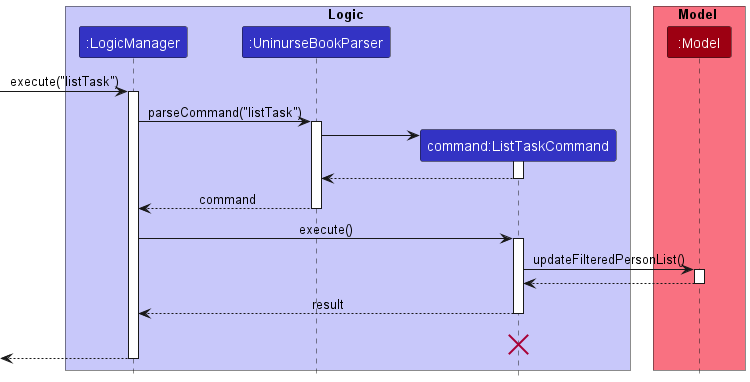 Logic
Model
:LogicManager
:UninurseBookParser
:Model
execute("listTask")
parseCommand("listTask")
command:ListTaskCommand
command
execute()
updateFilteredPersonList()
result